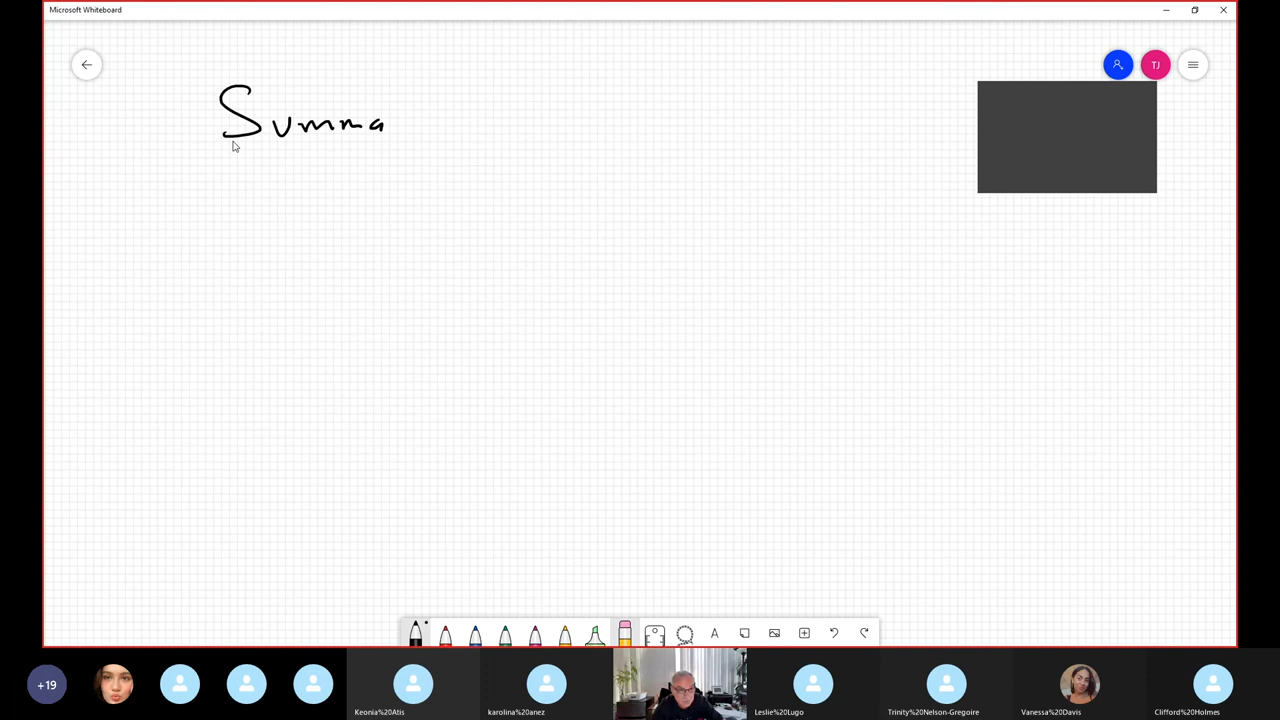 Microsoft Whiteboard
TJ
Summa
A
+19
Keonia%20Atis
karolina%20anez
Leslie%20Lugo
Trinity%20Nelson-Gregoire
Vanessa%20Davis
Clifford%20Holmes